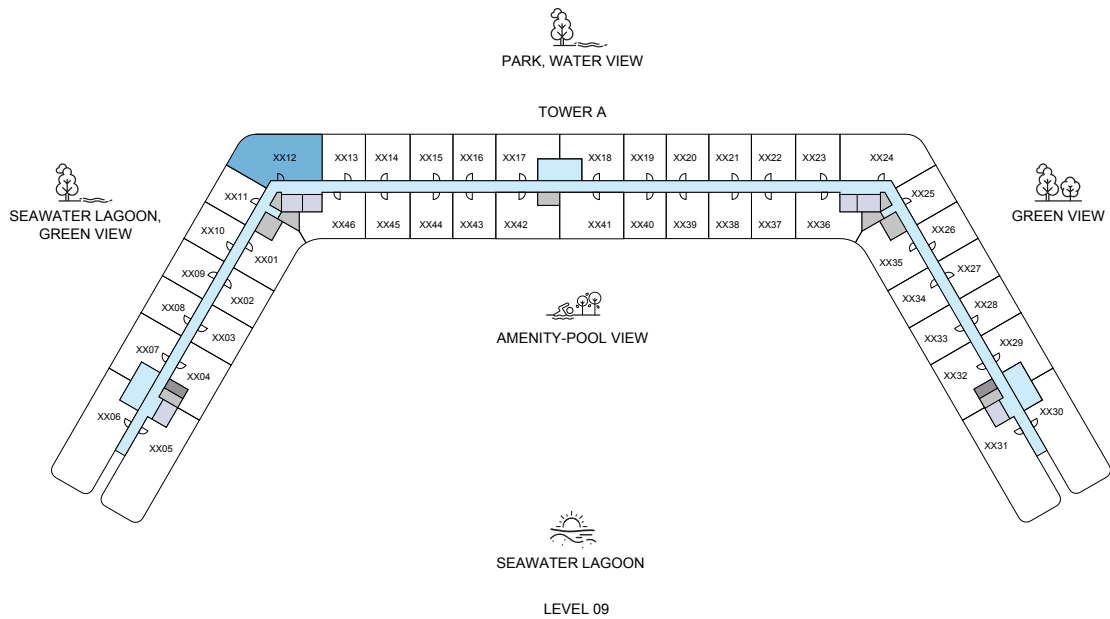 PARK, WATER VIEW
TOWER A
XX12
XX13
XX14
XX15
XX16
XX17
XX18
XX19
XX20
XX21
XX22
XX23
XX24
SEAWATER LAGOON,
GREEN VIEW
GREEN VIEW
XX11
XX25
XX46
XX45
XX44
XX43
XX42
XX41
XX40
XX39
XX38
XX37
XX36
XX10
XX26
XX01
XX35
XX09
XX27
XX02
XX34
XX08
XX28
XX03
XX33
AMENITY-POOL VIEW
XX07
XX29
XX04
XX32
XX06
XX30
XX05
XX31
SEAWATER LAGOON
LEVEL 09